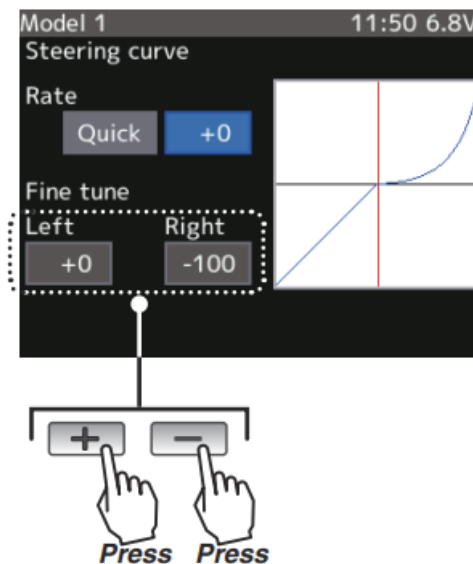 Model 1 11:50 6.8V
Steering curve
Rate
Quick +0
Fine tune
Left Right
+0 -100
+ −
Press Press